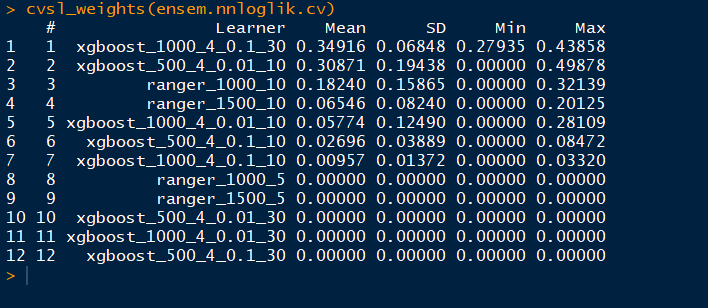 > cvsl_weights(ensem.nnloglik.cv)
    #                Learner    Mean      SD     Min     Max
1   1  xgboost_1000_4_0.1_30 0.34916 0.06848 0.27935 0.43858
2   2  xgboost_500_4_0.01_10 0.30871 0.19438 0.00000 0.49878
3   3         ranger_1000_10 0.18240 0.15865 0.00000 0.32139
4   4         ranger_1500_10 0.06546 0.08240 0.00000 0.20125
5   5 xgboost_1000_4_0.01_10 0.05774 0.12490 0.00000 0.28109
6   6   xgboost_500_4_0.1_10 0.02696 0.03889 0.00000 0.08472
7   7  xgboost_1000_4_0.1_10 0.00957 0.01372 0.00000 0.03320
8   8          ranger_1000_5 0.00000 0.00000 0.00000 0.00000
9   9          ranger_1500_5 0.00000 0.00000 0.00000 0.00000
10 10  xgboost_500_4_0.01_30 0.00000 0.00000 0.00000 0.00000
11 11 xgboost_1000_4_0.01_30 0.00000 0.00000 0.00000 0.00000
12 12   xgboost_500_4_0.1_30 0.00000 0.00000 0.00000 0.00000
>